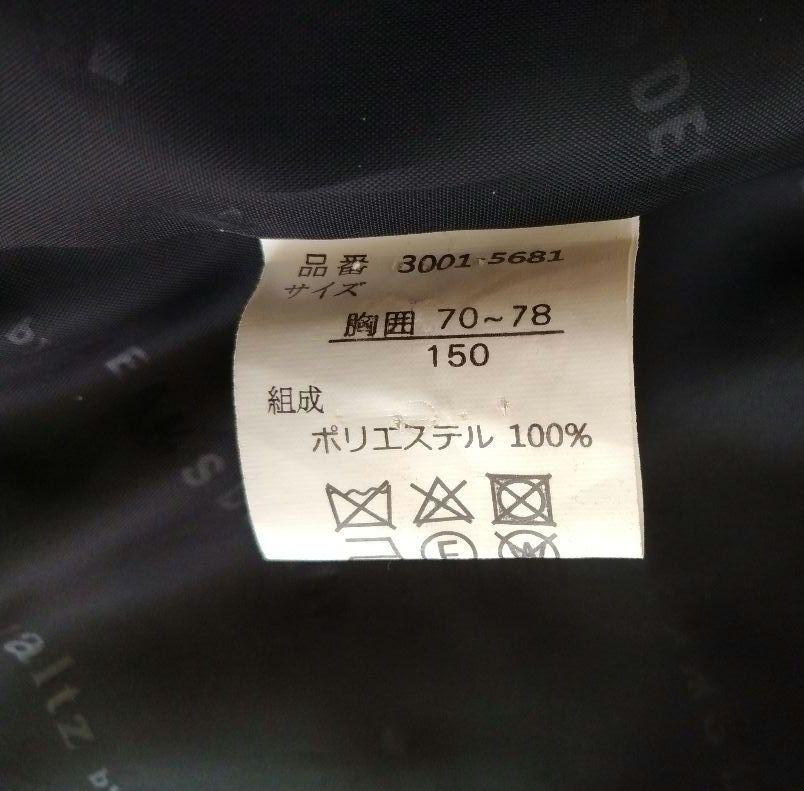 DE
品番 3001-5681
サイズ
胸囲 70~78
150
組成
ポリエステル 100%
F
W